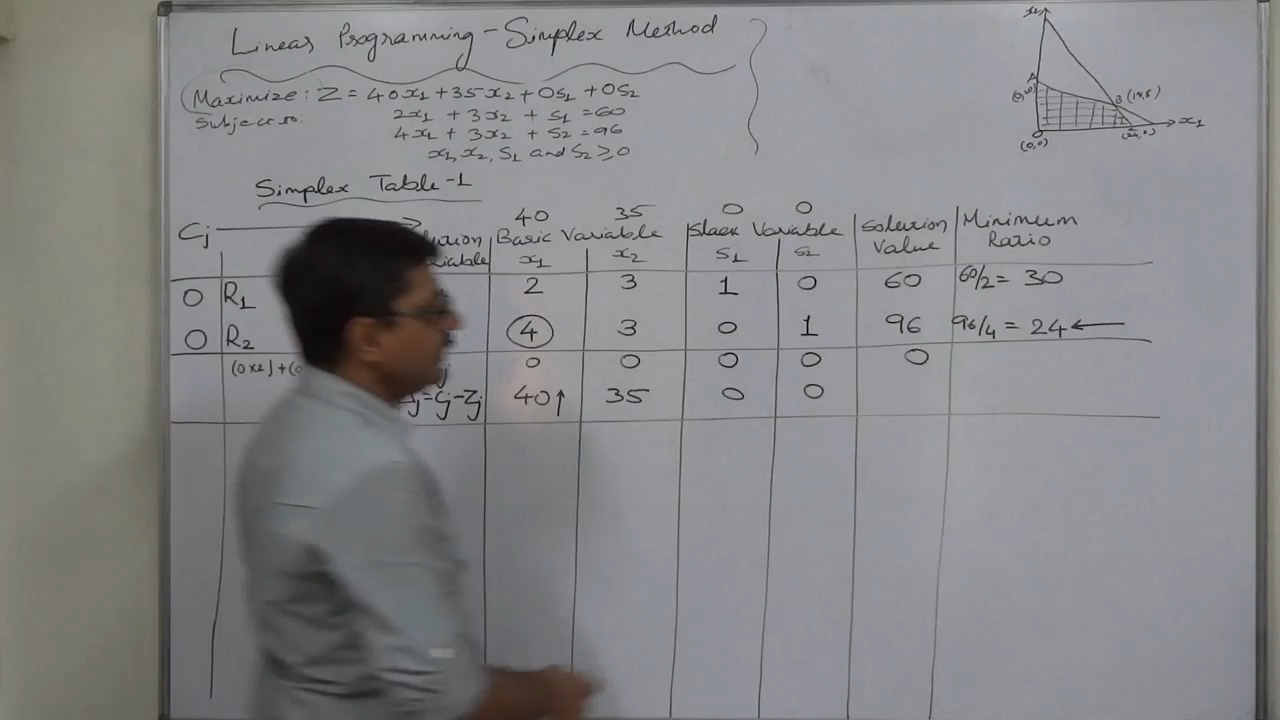 Linear Programming - Simplex Method
Maximize: Z = 40x₁ + 35x₂ + 0S₁ + 0S₂
Subject to:
2x₁ + 3x₂ + S₁ = 60
4x₁ + 3x₂ + S₂ = 96
x₁, x₂, S₁ and S₂ ≥ 0
A
B (18,8)
x₁
(0,0)
(24,0)
Simplex Table - 1
Cj → 40 35 0 0
Basic Variable Slack Variable Solution Value Minimum Ratio
x₁ x₂ S₁ S₂
0 R₁ 2 3 1 0 60 60/2 = 30
0 R₂ 4 3 0 1 96 96/4 = 24 ←
0 0 0 0 0
= Cj - Zj 40 ↑ 35 0 0